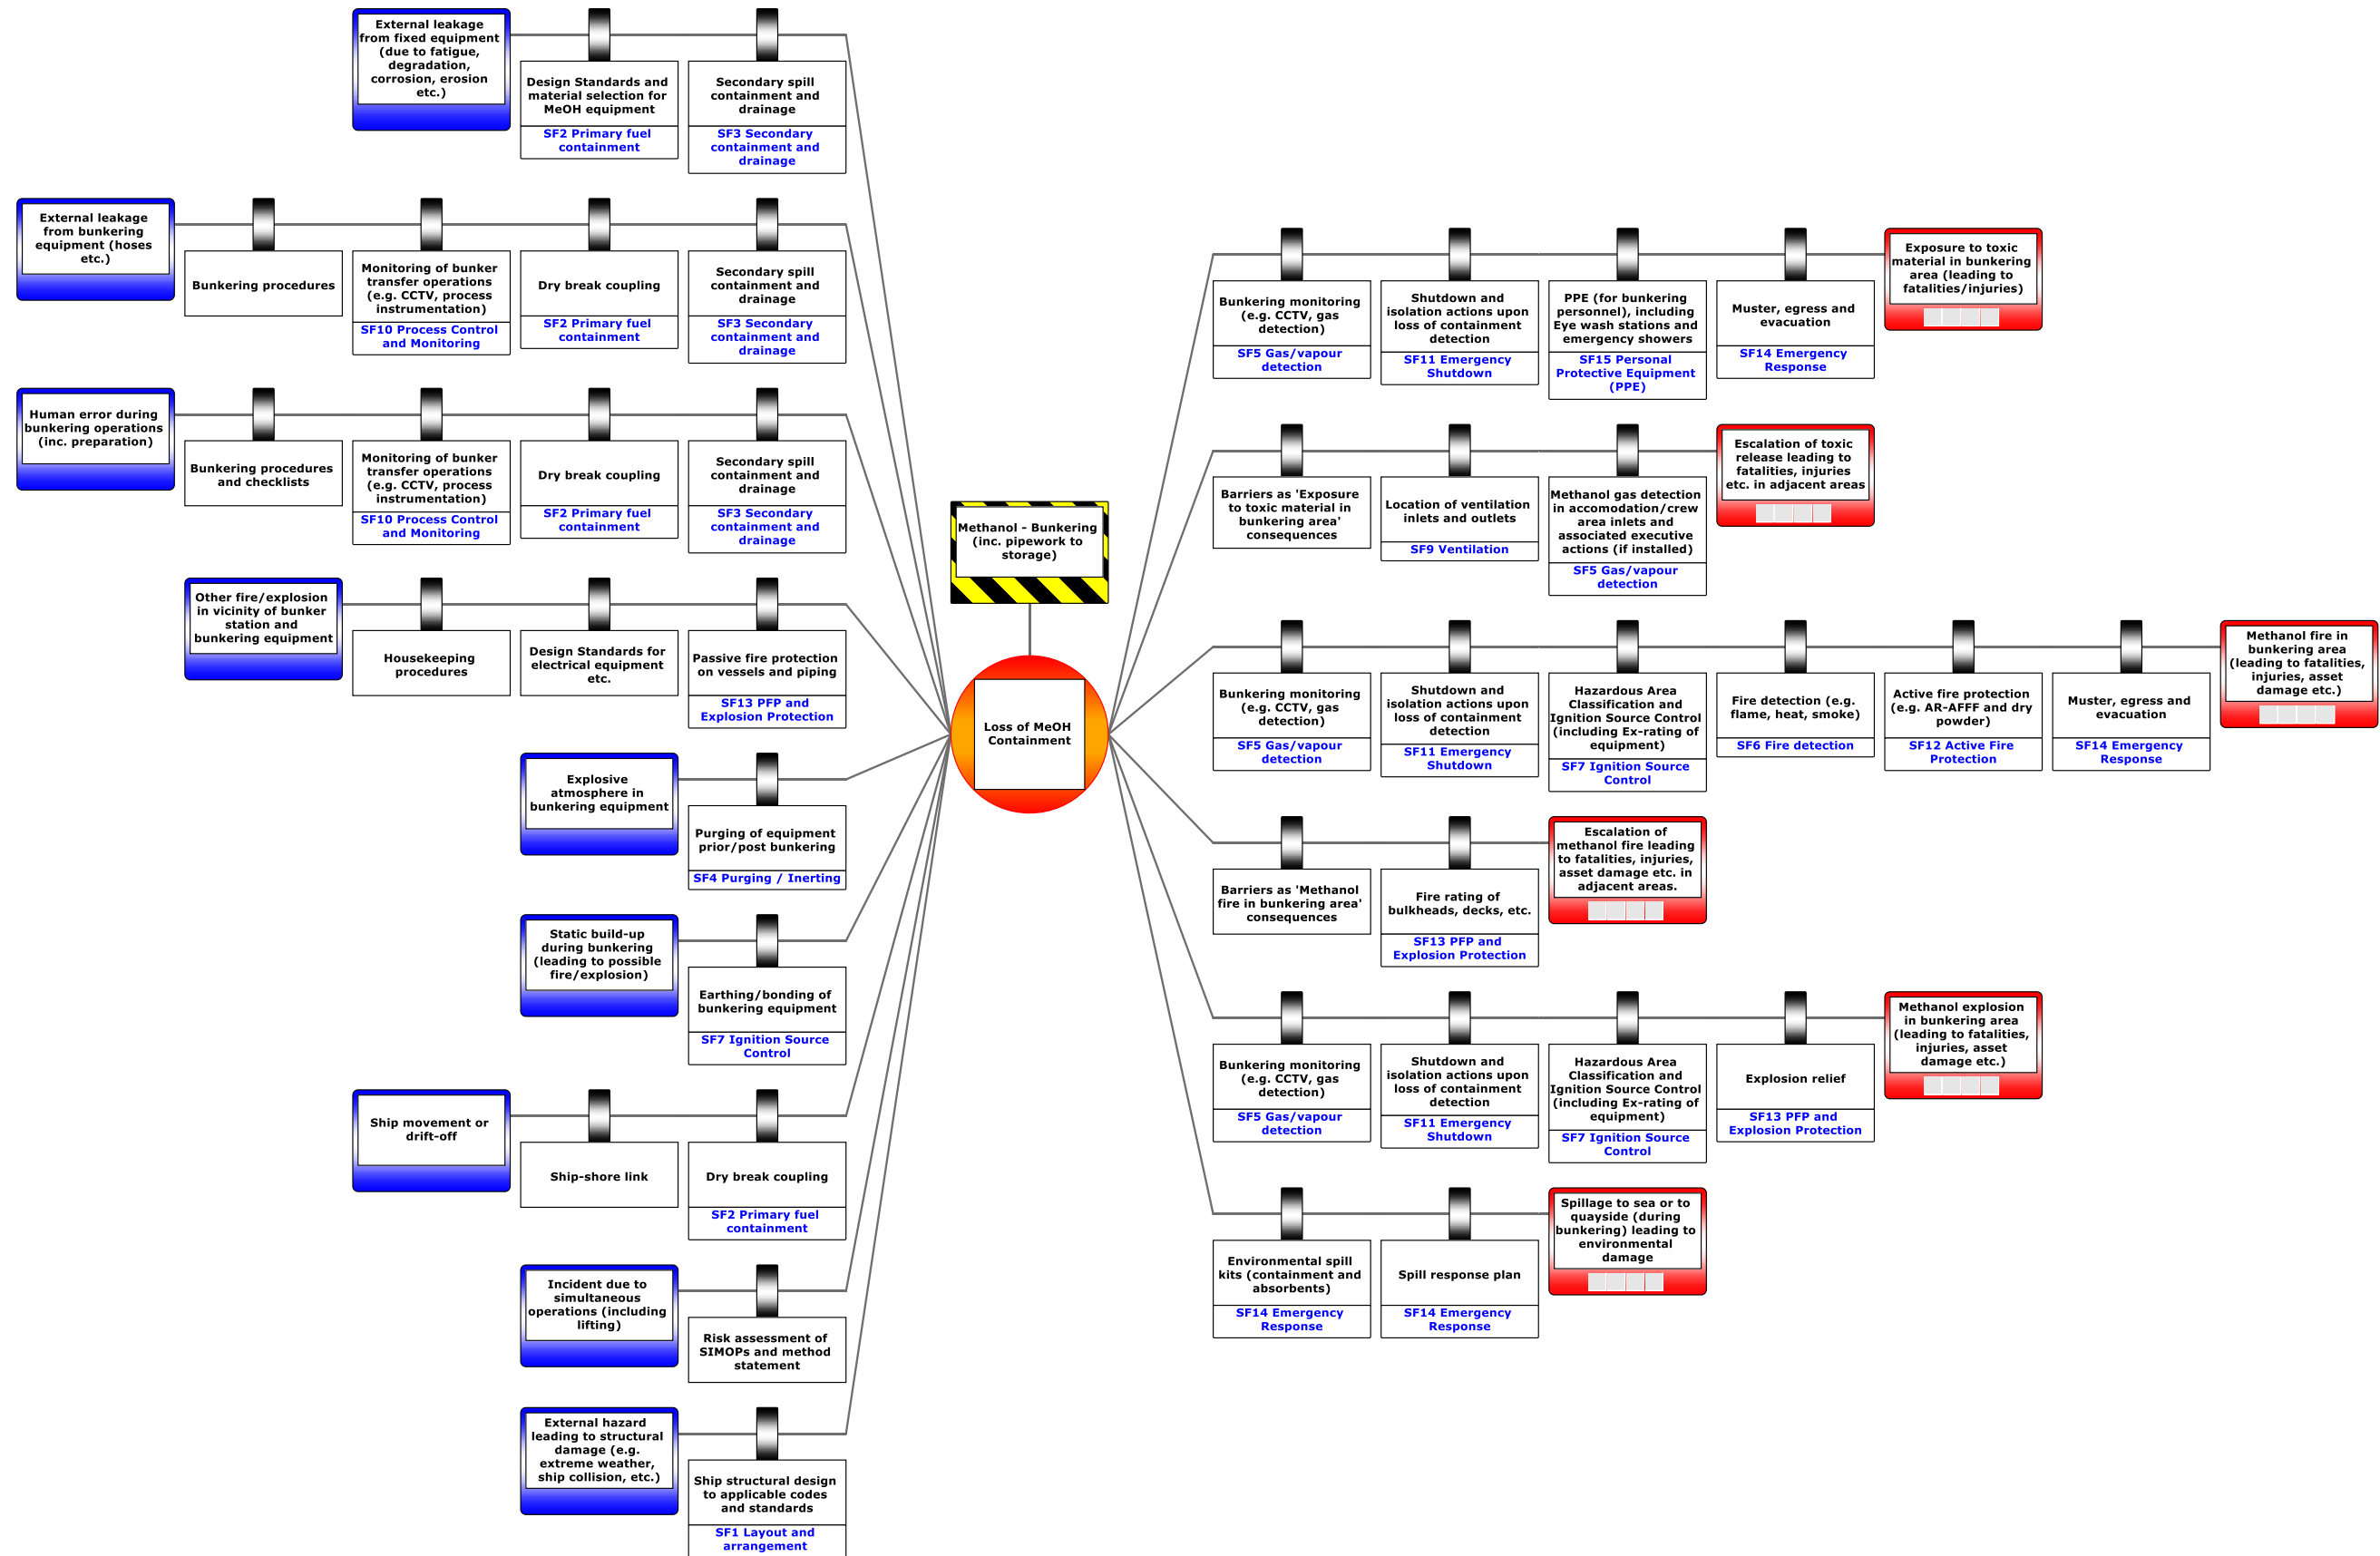 External leakage
from fixed equipment
(due to fatigue,
degradation,
corrosion, erosion
etc.)
Design Standards and
material selection for
MeOH equipment
SF2 Primary fuel
containment
Secondary spill
containment and
drainage
SF3 Secondary
containment and
drainage
External leakage
from bunkering
equipment (hoses
etc.)
Bunkering procedures
Monitoring of bunker
transfer operations
(e.g. CCTV, process
instrumentation)
SF10 Process Control
and Monitoring
Dry break coupling
SF2 Primary fuel
containment
Secondary spill
containment and
drainage
SF3 Secondary
containment and
drainage
Human error during
bunkering operations
(inc. preparation)
Bunkering procedures
and checklists
Monitoring of bunker
transfer operations
(e.g. CCTV, process
instrumentation)
SF10 Process Control
and Monitoring
Dry break coupling
SF2 Primary fuel
containment
Secondary spill
containment and
drainage
SF3 Secondary
containment and
drainage
Other fire/explosion
in vicinity of bunker
station and
bunkering equipment
Housekeeping
procedures
Design Standards for
electrical equipment
etc.
Passive fire protection
on vessels and piping
SF13 PFP and
Explosion Protection
Explosive
atmosphere in
bunkering equipment
Purging of equipment
prior/post bunkering
SF4 Purging / Inerting
Static build-up
during bunkering
(leading to possible
fire/explosion)
Earthing/bonding of
bunkering equipment
SF7 Ignition Source
Control
Ship movement or
drift-off
Ship-shore link
Dry break coupling
SF2 Primary fuel
containment
Incident due to
simultaneous
operations (including
lifting)
Risk assessment of
SIMOPs and method
statement
External hazard
leading to structural
damage (e.g.
extreme weather,
ship collision, etc.)
Ship structural design
to applicable codes
and standards
SF1 Layout and
arrangement
Methanol - Bunkering
(inc. pipework to
storage)
Loss of MeOH
Containment
Bunkering monitoring
(e.g. CCTV, gas
detection)
SF5 Gas/vapour
detection
Shutdown and
isolation actions upon
loss of containment
detection
SF11 Emergency
Shutdown
PPE (for bunkering
personnel), including
Eye wash stations and
emergency showers
SF15 Personal
Protective Equipment
(PPE)
Muster, egress and
evacuation
SF14 Emergency
Response
Exposure to toxic
material in bunkering
area (leading to
fatalities/injuries)
Barriers as 'Exposure
to toxic material in
bunkering area'
consequences
Location of ventilation
inlets and outlets
SF9 Ventilation
Methanol gas detection
in accomodation/crew
area inlets and
associated executive
actions (if installed)
SF5 Gas/vapour
detection
Escalation of toxic
release leading to
fatalities, injuries
etc. in adjacent areas
Bunkering monitoring
(e.g. CCTV, gas
detection)
SF5 Gas/vapour
detection
Shutdown and
isolation actions upon
loss of containment
detection
SF11 Emergency
Shutdown
Hazardous Area
Classification and
Ignition Source Control
(including Ex-rating of
equipment)
SF7 Ignition Source
Control
Fire detection (e.g.
flame, heat, smoke)
SF6 Fire detection
Active fire protection
(e.g. AR-AFFF and dry
powder)
SF12 Active Fire
Protection
Muster, egress and
evacuation
SF14 Emergency
Response
Methanol fire in
bunkering area
(leading to fatalities,
injuries, asset
damage etc.)
Barriers as 'Methanol
fire in bunkering area'
consequences
Fire rating of
bulkheads, decks, etc.
SF13 PFP and
Explosion Protection
Escalation of
methanol fire leading
to fatalities, injuries,
asset damage etc. in
adjacent areas.
Bunkering monitoring
(e.g. CCTV, gas
detection)
SF5 Gas/vapour
detection
Shutdown and
isolation actions upon
loss of containment
detection
SF11 Emergency
Shutdown
Hazardous Area
Classification and
Ignition Source Control
(including Ex-rating of
equipment)
SF7 Ignition Source
Control
Explosion relief
SF13 PFP and
Explosion Protection
Methanol explosion
in bunkering area
(leading to fatalities,
injuries, asset
damage etc.)
Environmental spill
kits (containment and
absorbents)
SF14 Emergency
Response
Spill response plan
SF14 Emergency
Response
Spillage to sea or to
quayside (during
bunkering) leading to
environmental
damage